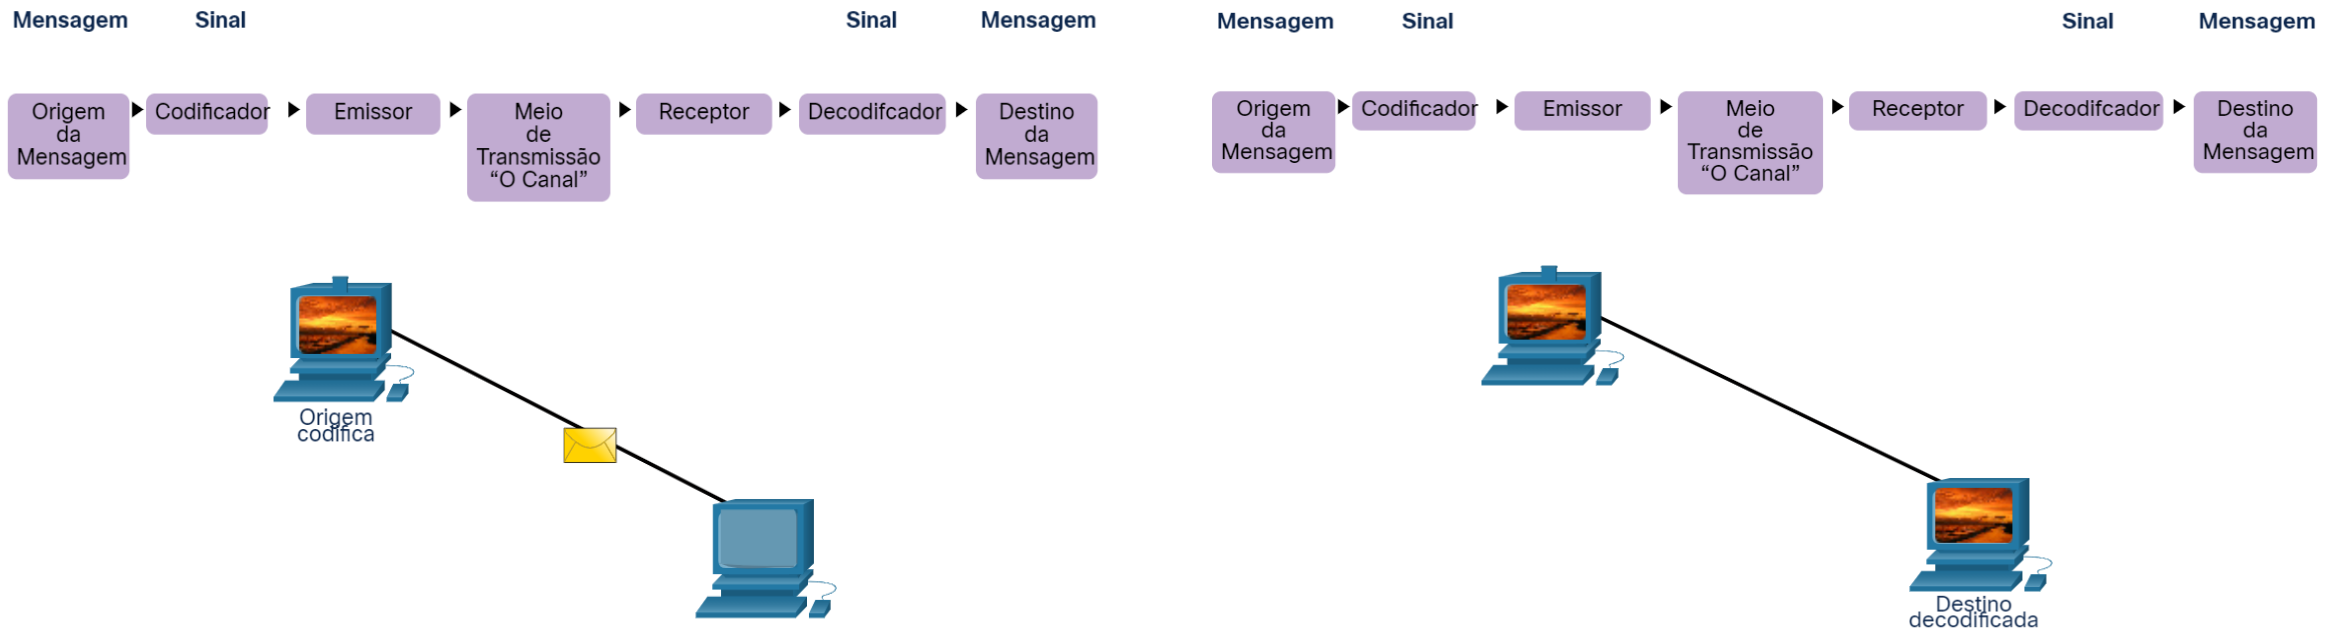 Mensagem
Sinal
Sinal
Mensagem
Origem
da
Mensagem
Codificador
Emissor
Meio
de
Transmissão
“O Canal”
Receptor
Decodifcador
Destino
da
Mensagem
Origem
codifica
Mensagem
Sinal
Sinal
Mensagem
Origem
da
Mensagem
Codificador
Emissor
Meio
de
Transmissão
“O Canal”
Receptor
Decodifcador
Destino
da
Mensagem
Destino
decodificada